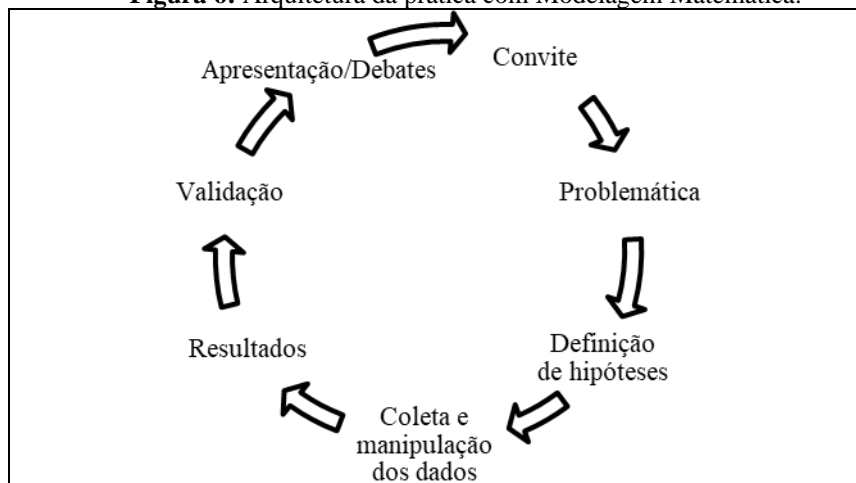 Figura 6: Arquitetura da prática com Modelagem Matemática.
Apresentação/Debates
Convite
Validação
Problemática
Resultados
Definição
de hipóteses
Coleta e
manipulação
dos dados